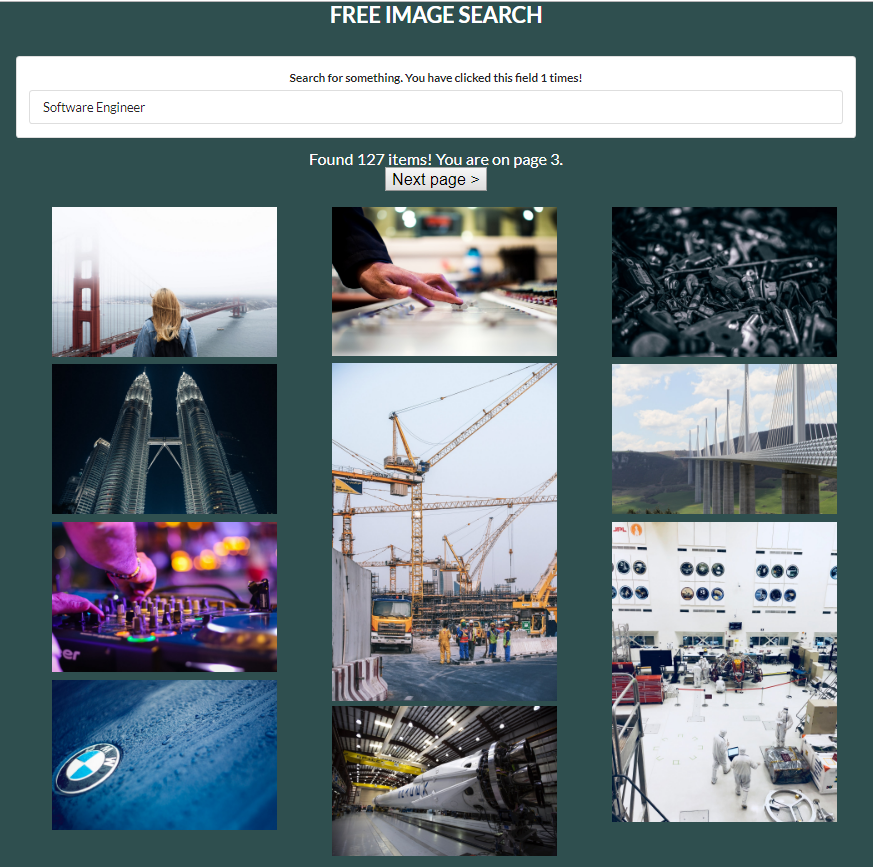 FREE IMAGE SEARCH
Search for something. You have clicked this field 1 times!
Software Engineer
Found 127 items! You are on page 3.
Next page >
JPL
BMW